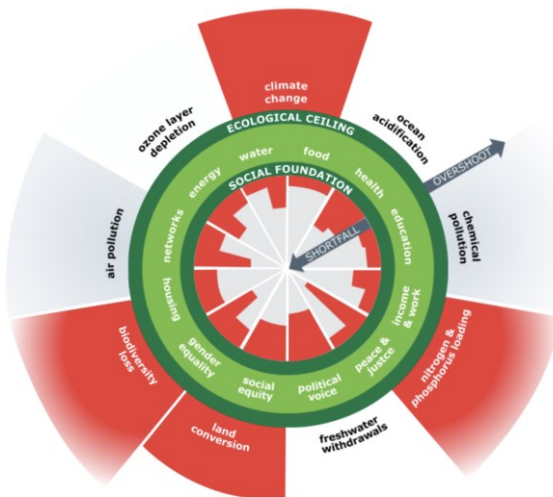 climate
change
ozone layer
depletion
ocean
acidification
ECOLOGICAL CEILING
OVERSHOOT
water
food
energy
health
SOCIAL FOUNDATION
networks
education
SHORTFALL
air pollution
chemical
pollution
housing
income
& work
gender
equality
peace &
justce
social
equity
political
voice
biodiversity
loss
nitrogen &
phosphorus loading
land
conversion
freshwater
withdrawals